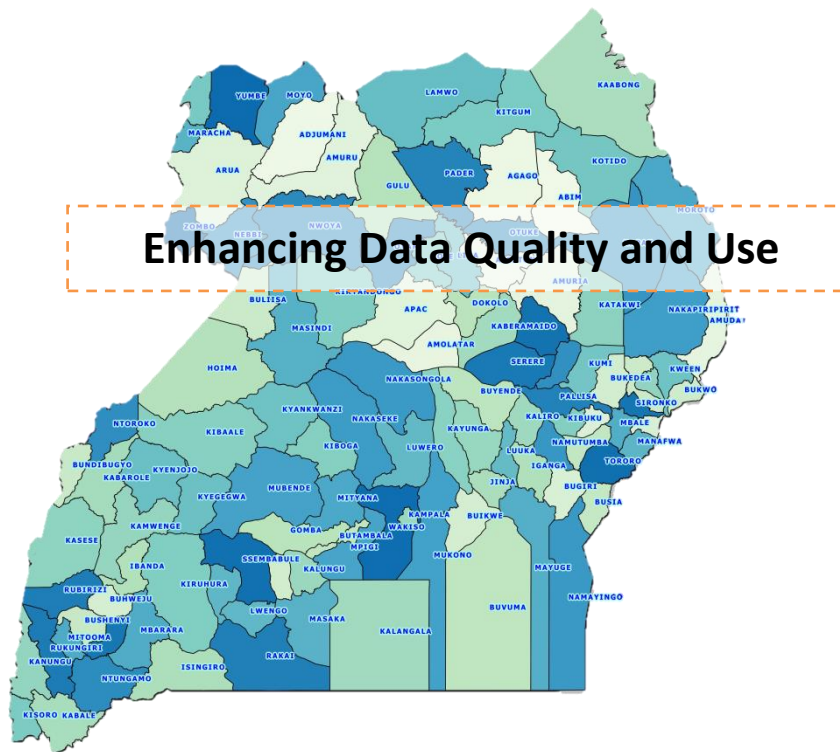 KAABONG
YUMBE
MOYO
LAMWO
KITGUM
MARACHA
ADJUMANI
AMURU
KOTIDO
ARUA
GULU
PADER
AGAGO
ABIM
MOROTO
ZOMBO
NEBBI
NWOYA
OTUKE
Enhancing Data Quality and Use
KIRYANDONGO
AMURIA
BULIISA
APAC
DOKOLO
KATAKWI
NAKAPIRIPIRIT
AMUDAT
MASINDI
KABERAMAIDO
AMOLATAR
SERERE
KUMI
KWEEN
HOIMA
BUKEDEA
NAKASONGOLA
BUYENDE
PALLISA
BUKWO
SIRONKO
KYANKWANZI
NTOROKO
NAKASEKE
KAYUNGA
KALIRO
KIBUKU
MBALE
KIBAALE
KIBOGA
LUWERO
LUUKA
NAMUTUMBA
MANAFWA
BUNDIBUGYO
KYENJOJO
IGANGA
TORORO
KABAROLE
JINJA
KYEGEGWA
MUBENDE
MITYANA
BUGIRI
BUSIA
KAMWENGE
KAMPALA
BUIKWE
GOMBA
WAKISO
KASESE
BUTAMBALA
MPIGI
MUKONO
IBANDA
SSEMBABULE
KALUNGU
MAYUGE
KIRUHURA
RUBIRIZI
BUHWEJU
NAMAYINGO
LWENGO
BUVUMA
BUSHENYI
MASAKA
KALANGALA
MITOOMA
MBARARA
RUKUNGIRI
KANUNGU
RAKAI
ISINGIRO
NTUNGAMO
KISORO
KABALE